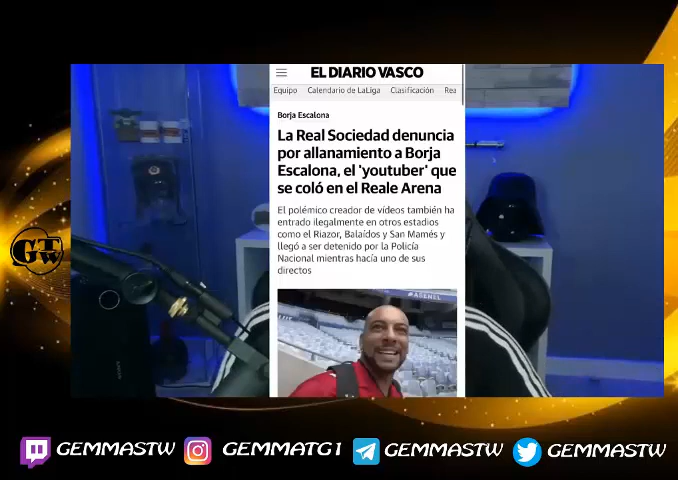 EL DIARIO VASCO
Equipo Calendario de LaLiga Clasificación Rea
Borja Escalona
La Real Sociedad denuncia
por allanamiento a Borja
Escalona, el 'youtuber' que
se coló en el Reale Arena
El polémico creador de vídeos también ha
entrado ilegalmente en otros estadios
como el Riazor, Balaídos y San Mamés y
llegó a ser detenido por la Policía
Nacional mientras hacía uno de sus
directos
GTW
GEMMASTW GEMMATG1 GEMMASTW GEMMASTW